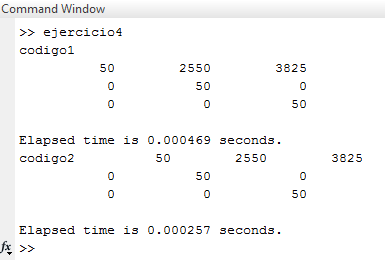 Command Window
>> ejercicio4
codigo1
50 2550 3825
0 50 0
0 0 50
Elapsed time is 0.000469 seconds.
codigo2 50 2550 3825
0 50 0
0 0 50
Elapsed time is 0.000257 seconds.
fx >>